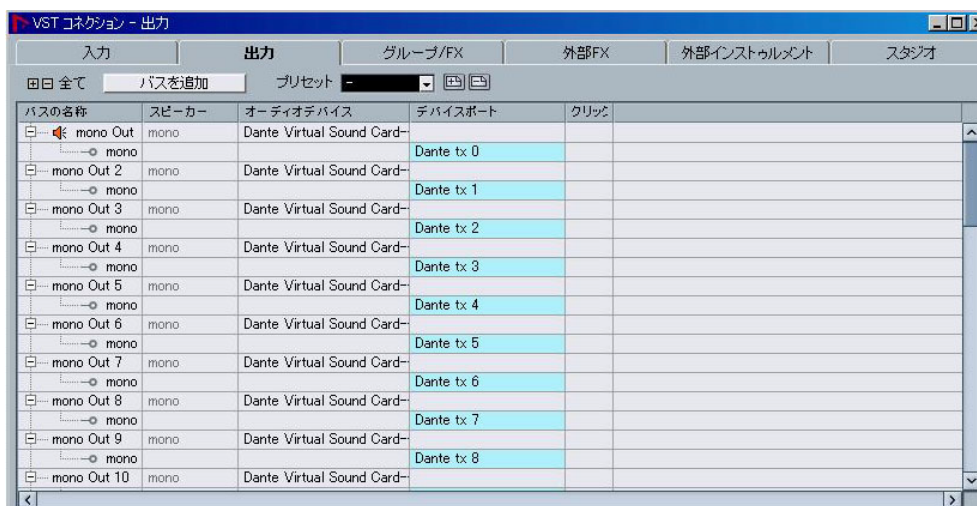 VST コネクション - 出力
入力 出力 グループ/FX 外部FX 外部インストゥルメント スタジオ
全て バスを追加 プリセット -
バスの名称 スピーカー オーディオデバイス デバイスポート クリック
mono Out mono Dante Virtual Sound Card-
mono Dante tx 0
mono Out 2 mono Dante Virtual Sound Card-
mono Dante tx 1
mono Out 3 mono Dante Virtual Sound Card-
mono Dante tx 2
mono Out 4 mono Dante Virtual Sound Card-
mono Dante tx 3
mono Out 5 mono Dante Virtual Sound Card-
mono Dante tx 4
mono Out 6 mono Dante Virtual Sound Card-
mono Dante tx 5
mono Out 7 mono Dante Virtual Sound Card-
mono Dante tx 6
mono Out 8 mono Dante Virtual Sound Card-
mono Dante tx 7
mono Out 9 mono Dante Virtual Sound Card-
mono Dante tx 8
mono Out 10 mono Dante Virtual Sound Card-